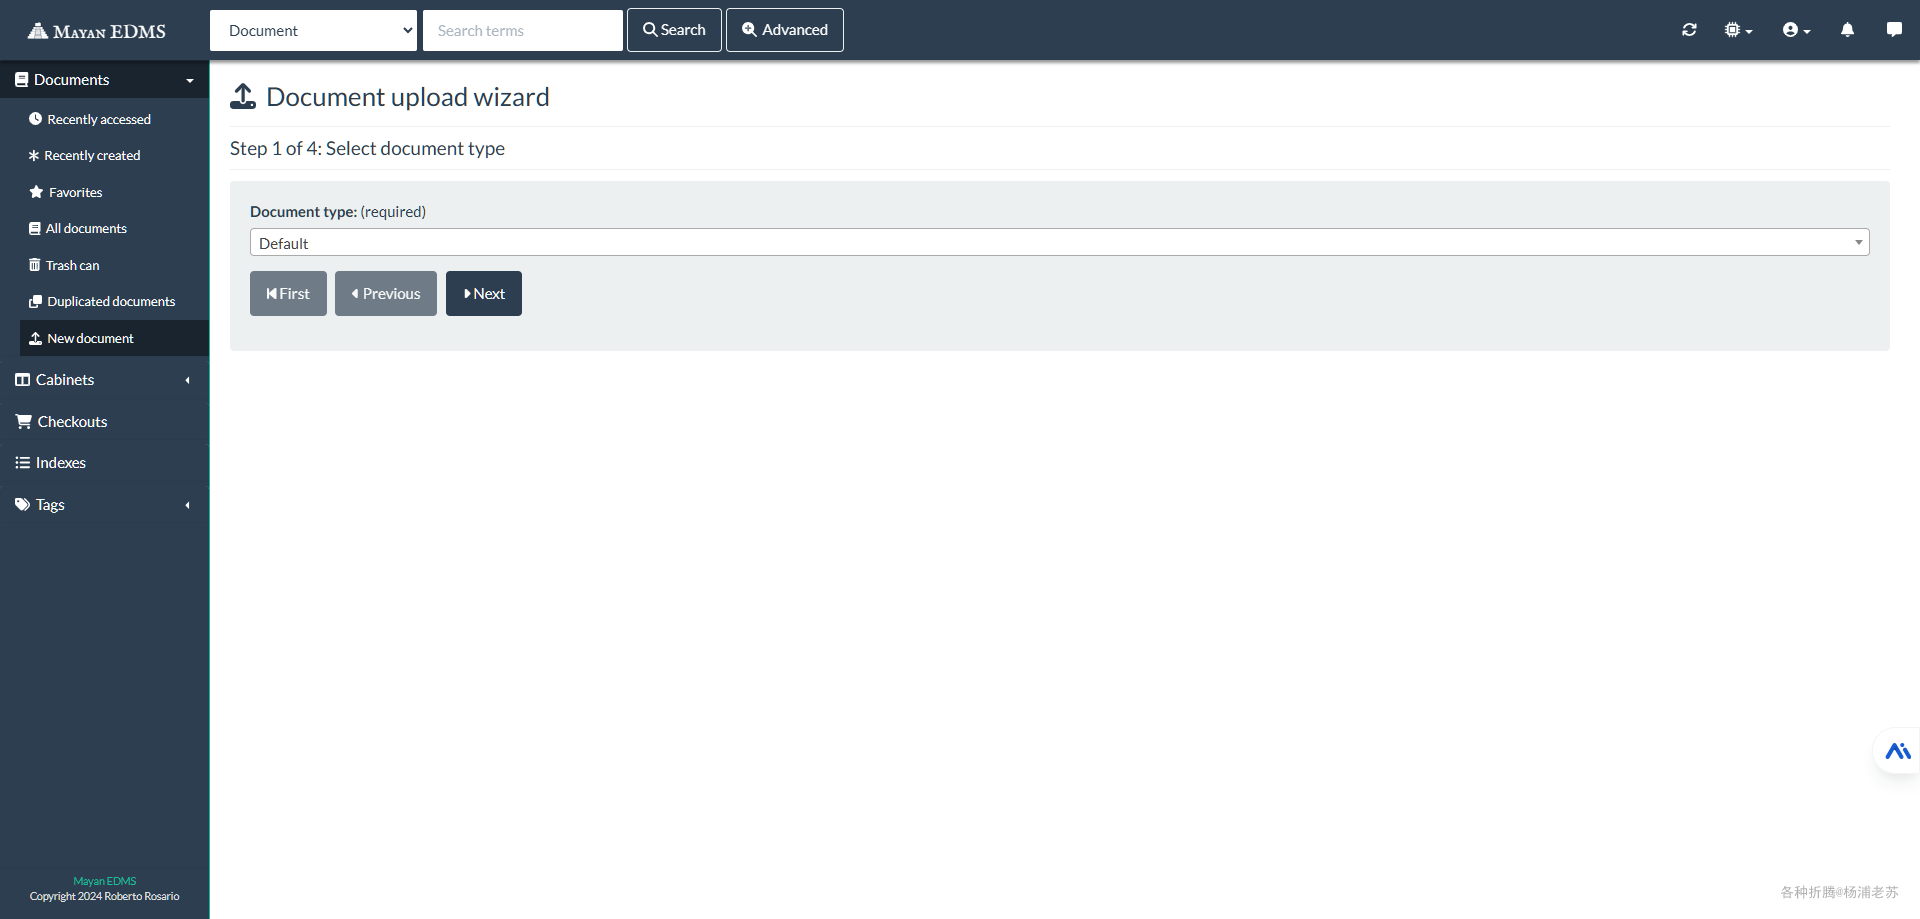 Mayan EDMS
Document
Search terms
Search
Advanced
Documents
Recently accessed
Recently created
Favorites
All documents
Trash can
Duplicated documents
New document
Cabinets
Checkouts
Indexes
Tags
Mayan EDMS
Copyright 2024 Roberto Rosario
Document upload wizard
Step 1 of 4: Select document type
Document type: (required)
Default
First
Previous
Next
各种折腾@杨浦老苏